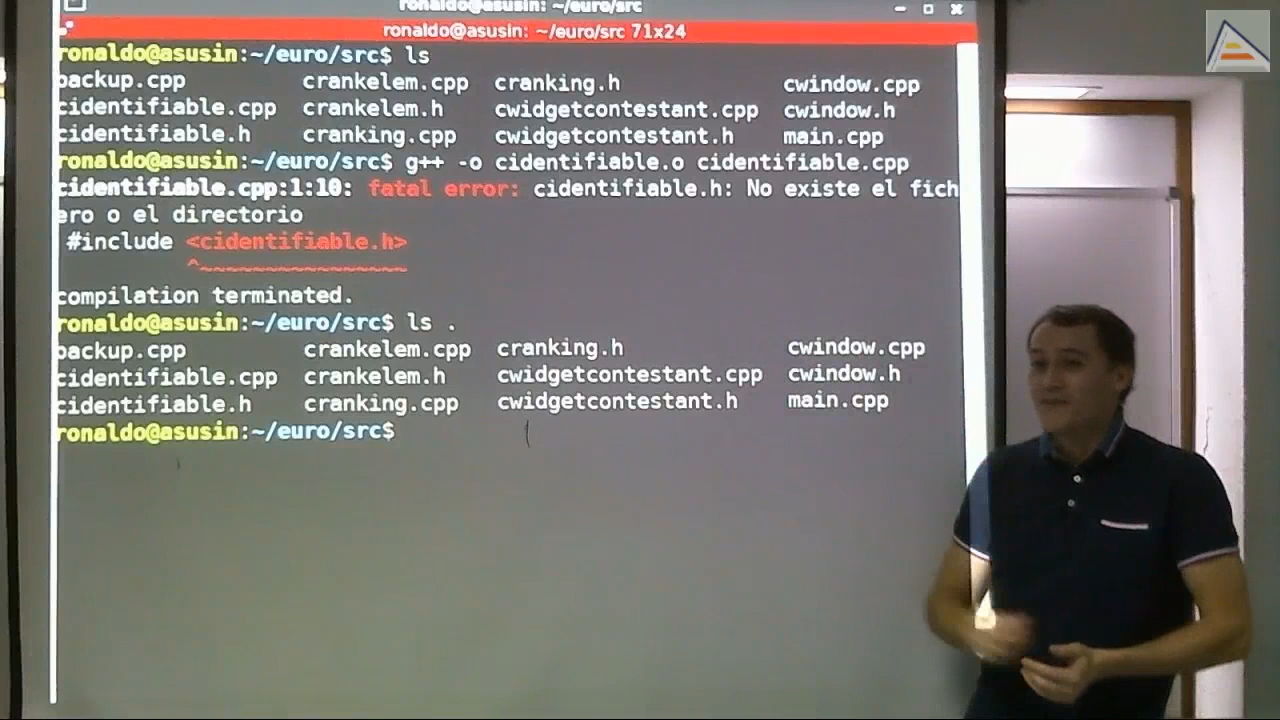 ronaldo@asusin: ~/euro/src
ronaldo@asusin: ~/euro/src 71x24
ronaldo@asusin:~/euro/src$ ls
backup.cpp crankelem.cpp cranking.h cwindow.cpp
cidentifiable.cpp crankelem.h cwidgetcontestant.cpp cwindow.h
cidentifiable.h cranking.cpp cwidgetcontestant.h main.cpp
ronaldo@asusin:~/euro/src$ g++ -o cidentifiable.o cidentifiable.cpp
cidentifiable.cpp:1:10: fatal error: cidentifiable.h: No existe el fich
ero o el directorio
#include <cidentifiable.h>
^~~~~~~~~~~~~~~~~
compilation terminated.
ronaldo@asusin:~/euro/src$ ls .
backup.cpp crankelem.cpp cranking.h cwindow.cpp
cidentifiable.cpp crankelem.h cwidgetcontestant.cpp cwindow.h
cidentifiable.h cranking.cpp cwidgetcontestant.h main.cpp
ronaldo@asusin:~/euro/src$